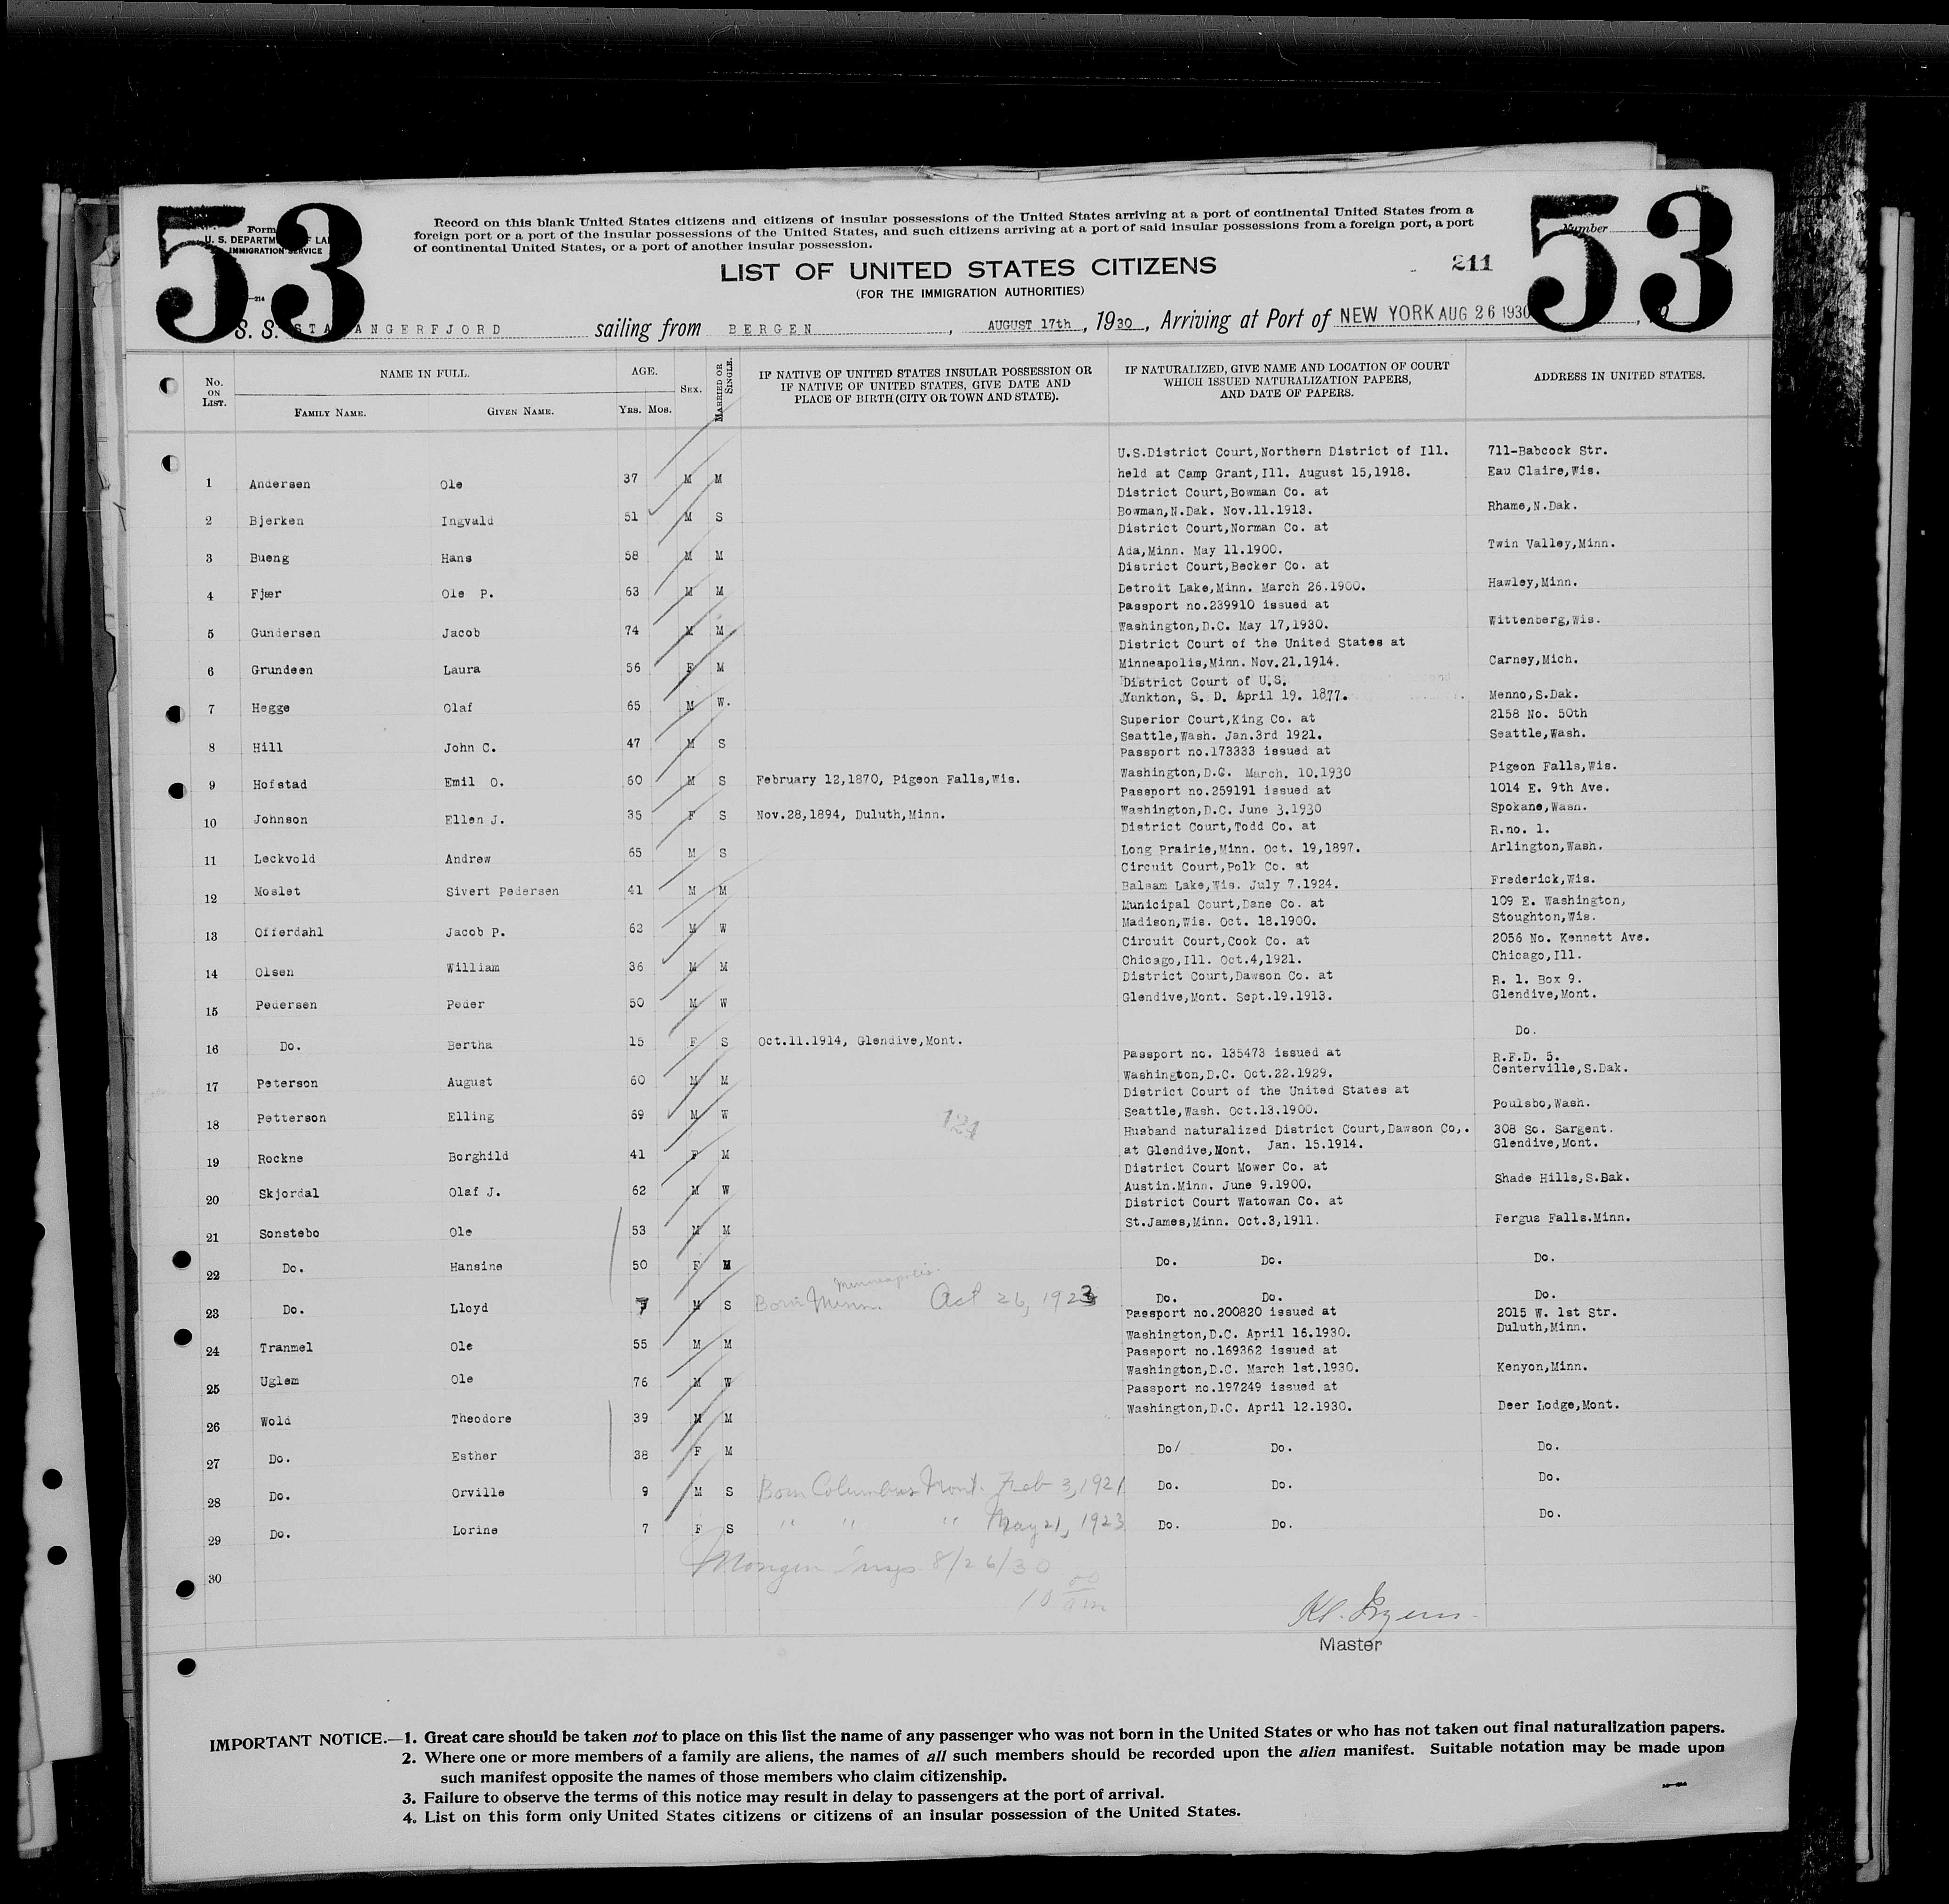 53
53
Form
U. S. DEPARTM OF LA
IMMIGRATION SERVICE
Record on this blank United States citizens and citizens of insular possessions of the United States arriving at a port of continental United States from a
foreign port or a port of the insular possessions of the United States, and such citizens arriving at a port of said insular possessions from a foreign port, a port
of continental United States, or a port of another insular possession.
Number
LIST OF UNITED STATES CITIZENS
211
(FOR THE IMMIGRATION AUTHORITIES)
S. S. STA ANGERFJORD sailing from BERGEN, AUGUST 17th, 1930, Arriving at Port of NEW YORK AUG 26 1930
No. ON LIST. NAME IN FULL. AGE. SEX. MARRIED OR SINGLE. IF NATIVE OF UNITED STATES INSULAR POSSESSION OR IF NATIVE OF UNITED STATES, GIVE DATE AND PLACE OF BIRTH (CITY OR TOWN AND STATE). IF NATURALIZED, GIVE NAME AND LOCATION OF COURT WHICH ISSUED NATURALIZATION PAPERS, AND DATE OF PAPERS. ADDRESS IN UNITED STATES.
FAMILY NAME. GIVEN NAME. YRS. MOS.
U.S.District Court,Northern District of Ill. 711-Babcock Str.
1 Andersen Ole 37 M M held at Camp Grant,Ill. August 15,1918. Eau Claire,Wis.
District Court,Bowman Co. at
2 Bjerken Ingvald 51 M S Bowman,N.Dak. Nov.11.1913. Rhame,N.Dak.
District Court,Norman Co. at
3 Bueng Hans 58 M M Ada,Minn. May 11.1900. Twin Valley,Minn.
District Court,Becker Co. at
4 Fjær Ole P. 63 M M Detroit Lake,Minn. March 26.1900. Hawley,Minn.
Passport no.239910 issued at
5 Gundersen Jacob 74 M M Washington,D.C. May 17,1930. Wittenberg,Wis.
District Court of the United States at
6 Grundeen Laura 56 F M Minneapolis,Minn. Nov.21.1914. Carney,Mich.
District Court of U.S.
7 Hegge Olaf 65 M W. Yankton, S. D. April 19. 1877. Menno,S.Dak.
Superior Court,King Co. at 2158 No. 50th
8 Hill John C. 47 M S Seattle,Wash. Jan.3rd 1921. Seattle,Wash.
Passport no.173333 issued at
9 Hofstad Emil O. 60 M S February 12,1870, Pigeon Falls,Wis. Washington,D.C. March. 10.1930 Pigeon Falls,Wis.
Passport no.259191 issued at 1014 E. 9th Ave.
10 Johnson Ellen J. 35 F S Nov.28,1894, Duluth,Minn. Washington,D.C. June 3.1930 Spokane,Wash.
District Court,Todd Co. at R.no. 1.
11 Leckvold Andrew 65 M S Long Prairie,Minn. Oct. 19,1897. Arlington,Wash.
Circuit Court,Polk Co. at
12 Moslet Sivert Pedersen 41 M M Balsam Lake,Wis. July 7.1924. Frederick,Wis.
Municipal Court,Dane Co. at 109 E. Washington,
13 Offerdahl Jacob P. 62 M W Madison,Wis. Oct. 18.1900. Stoughton,Wis.
Circuit Court,Cook Co. at 2056 No. Kennett Ave.
14 Olsen William 36 M M Chicago,Ill. Oct.4,1921. Chicago,Ill.
District Court,Dawson Co. at R. 1. Box 9.
15 Pedersen Peder 50 M W Glendive,Mont. Sept.19.1913. Glendive,Mont.
16 Do. Bertha 15 F S Oct.11.1914, Glendive,Mont. Do.
Passport no. 135473 issued at R.F.D. 5.
17 Peterson August 60 M M Washington,D.C. Oct.22.1929. Centerville,S.Dak.
District Court of the United States at
18 Petterson Elling 69 M W 124 Seattle,Wash. Oct.13.1900. Poulsbo,Wash.
Husband naturalized District Court,Dawson Co,. 308 So. Sargent.
19 Rockne Borghild 41 F M at Glendive,Mont. Jan. 15.1914. Glendive,Mont.
District Court Mower Co. at
20 Skjordal Olaf J. 62 M W Austin.Minn. June 9.1900. Shade Hills,S.Bak.
District Court Watowan Co. at
21 Sonstebo Ole 53 M M St.James,Minn. Oct.3,1911. Fergus Falls.Minn.
22 Do. Hansine 50 F M Do. Do. Do.
23 Do. Lloyd 7 M S Born Minn. Minneapolis Oct 26, 1923 Do. Do. Do.
Passport no.200820 issued at 2015 W. 1st Str.
24 Tranmel Ole 55 M M Washington,D.C. April 16.1930. Duluth,Minn.
Passport no.169362 issued at
25 Uglem Ole 76 M W Washington,D.C. March 1st.1930. Kenyon,Minn.
Passport no.197249 issued at
26 Wold Theodore 39 M M Washington,D.C. April 12.1930. Deer Lodge,Mont.
27 Do. Esther 38 F M Do/ Do. Do.
28 Do. Orville 9 M S Born Columbus Mont. Feb 3, 1921 Do. Do. Do.
29 Do. Lorine 7 F S " " " May 21, 1923 Do. Do. Do.
30
8/26/30
10 00 am
Master
IMPORTANT NOTICE.—1. Great care should be taken not to place on this list the name of any passenger who was not born in the United States or who has not taken out final naturalization papers.
2. Where one or more members of a family are aliens, the names of all such members should be recorded upon the alien manifest. Suitable notation may be made upon
such manifest opposite the names of those members who claim citizenship.
3. Failure to observe the terms of this notice may result in delay to passengers at the port of arrival.
4. List on this form only United States citizens or citizens of an insular possession of the United States.